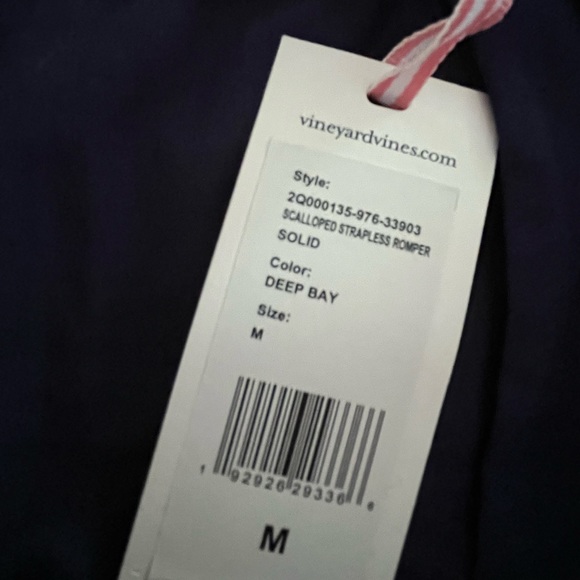 vineyardvines.com
Style:
2Q000135-976-33903
SCALLOPED STRAPLESS ROMPER
SOLID
Color:
DEEP BAY
Size:
M
1 92926 29336 6
M